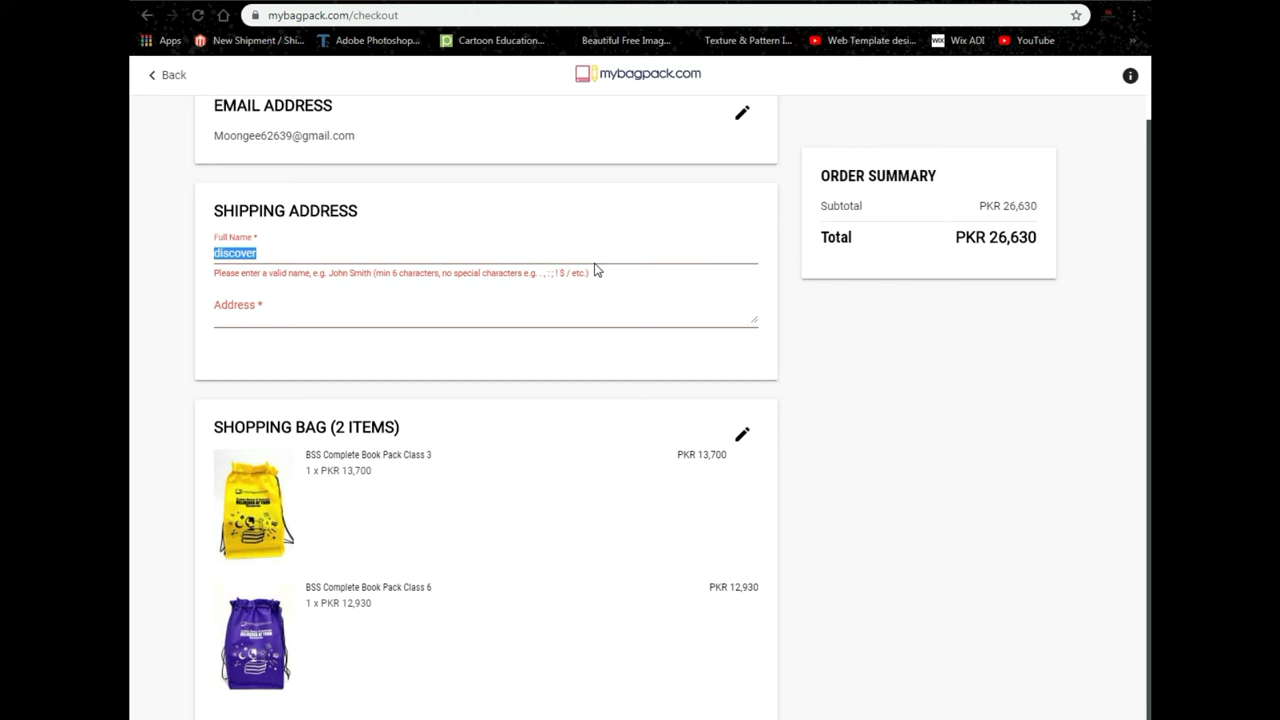 mybagpack.com/checkout
Apps
New Shipment / Shi...
Adobe Photoshop...
Cartoon Education...
Beautiful Free Imag...
Texture & Pattern I...
Web Template desi...
WIX
Wix ADI
YouTube
Back
mybagpack.com
EMAIL ADDRESS
Moongee62639@gmail.com
SHIPPING ADDRESS
Full Name *
discover
Please enter a valid name, e.g. John Smith (min 6 characters, no special characters e.g. . , : ; ! $ / etc.)
Address *
ORDER SUMMARY
Subtotal PKR 26,630
Total PKR 26,630
SHOPPING BAG (2 ITEMS)
BSS Complete Book Pack Class 3 PKR 13,700
1 x PKR 13,700
BSS Complete Book Pack Class 6 PKR 12,930
1 x PKR 12,930